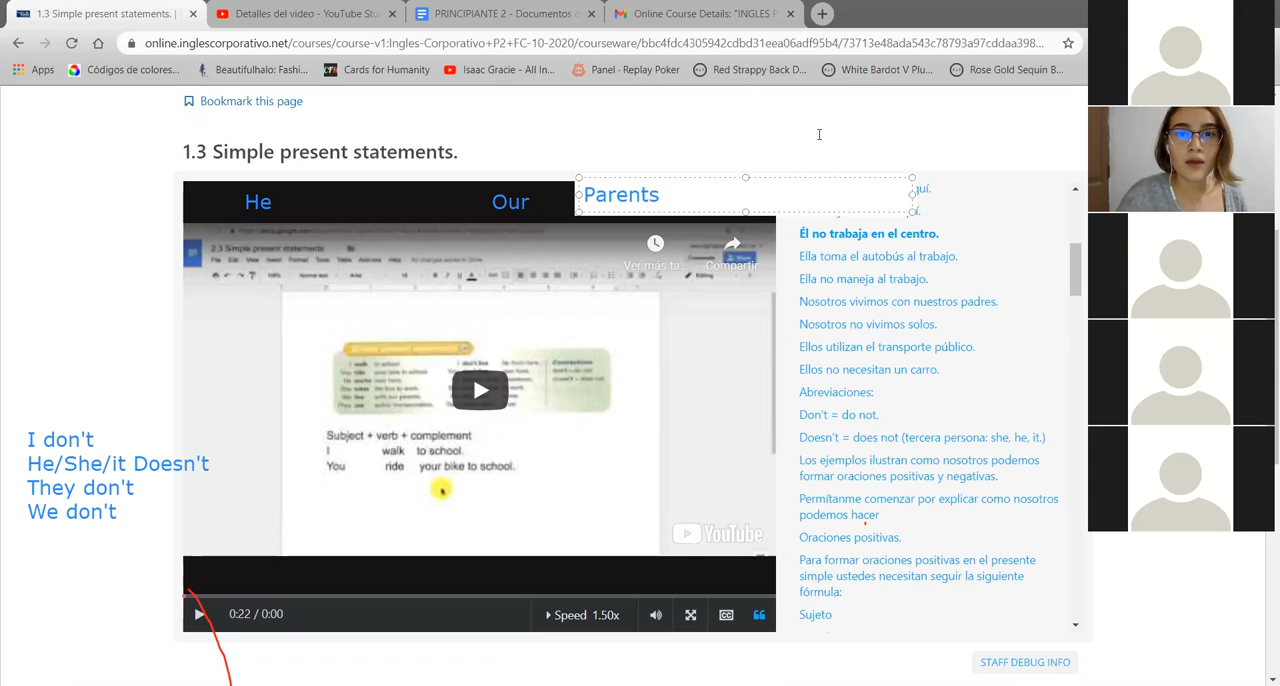 1.3 Simple present statements. |
Detalles del video - YouTube Stu
PRINCIPIANTE 2 - Documentos
Online Course Details: "INGLES P
online.inglescorporativo.net/courses/course-v1:Ingles-Corporativo+P2+FC-10-2020/courseware/bbc4fdc4305942cdbd31eea06adf95b4/73713e48ada543c78793a97cddaa398...
Apps
Códigos de colores...
Beautifulhalo: Fashi...
Cards for Humanity
Isaac Gracie - All In...
Panel · Replay Poker
Red Strappy Back D...
White Bardot V Plu...
Rose Gold Sequin B...
Bookmark this page
1.3 Simple present statements.
He
Our
Parents
2.3 Simple present statements
Ver más ta...
Compartir
Subject + verb + complement
I walk to school.
You ride your bike to school.
YouTube
I don't
He/She/it Doesn't
They don't
We don't
0:22 / 0:00
Speed 1.50x
Él no trabaja en el centro.
Ella toma el autobús al trabajo.
Ella no maneja al trabajo.
Nosotros vivimos con nuestros padres.
Nosotros no vivimos solos.
Ellos utilizan el transporte público.
Ellos no necesitan un carro.
Abreviaciones:
Don't = do not.
Doesn't = does not (tercera persona: she, he, it.)
Los ejemplos ilustran como nosotros podemos
formar oraciones positivas y negativas.
Permítanme comenzar por explicar como nosotros
podemos hacer
Oraciones positivas.
Para formar oraciones positivas en el presente
simple ustedes necesitan seguir la siguiente
fórmula:
Sujeto
STAFF DEBUG INFO